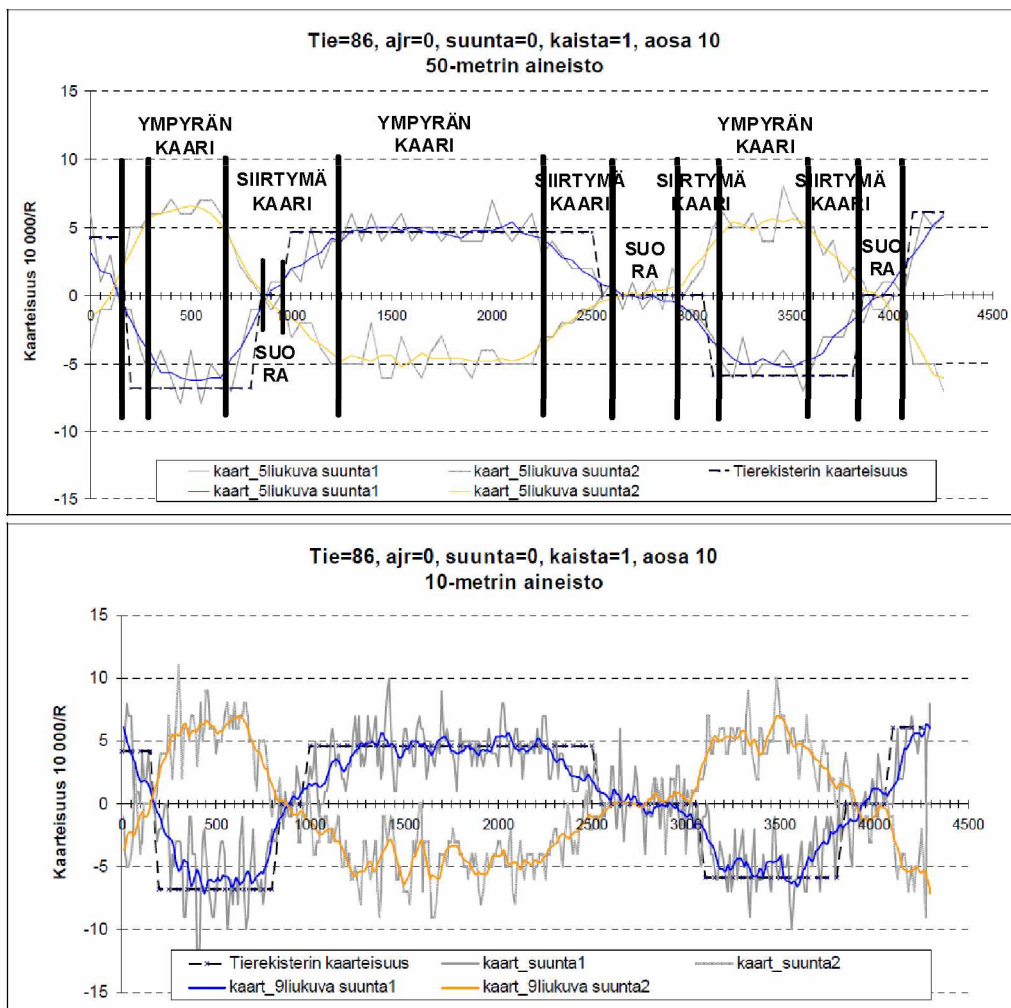 Tie=86, ajr=0, suunta=0, kaista=1, aosa 10
50-metrin aineisto
Kaarteisuus 10 000/R
15
10
5
0
-5
-10
-15
YMPYRÄN
KAARI
SIIRTYMÄ
KAARI
SUO
RA
YMPYRÄN
KAARI
SIIRTYMÄ
KAARI
SUO
RA
SIIRTYMÄ
KAARI
YMPYRÄN
KAARI
SIIRTYMÄ
KAARI
SUO
RA
0 500 1000 1500 2000 2500 3000 3500 4000 4500
kaart_5liukuva suunta1 kaart_5liukuva suunta2 Tierekisterin kaarteisuus
kaart_5liukuva suunta1 kaart_5liukuva suunta2
Tie=86, ajr=0, suunta=0, kaista=1, aosa 10
10-metrin aineisto
Kaarteisuus 10 000/R
15
10
5
0
-5
-10
-15
0 500 1000 1500 2000 2500 3000 3500 4000 4500
Tierekisterin kaarteisuus kaart_suunta1 kaart_suunta2
kaart_9liukuva suunta1 kaart_9liukuva suunta2